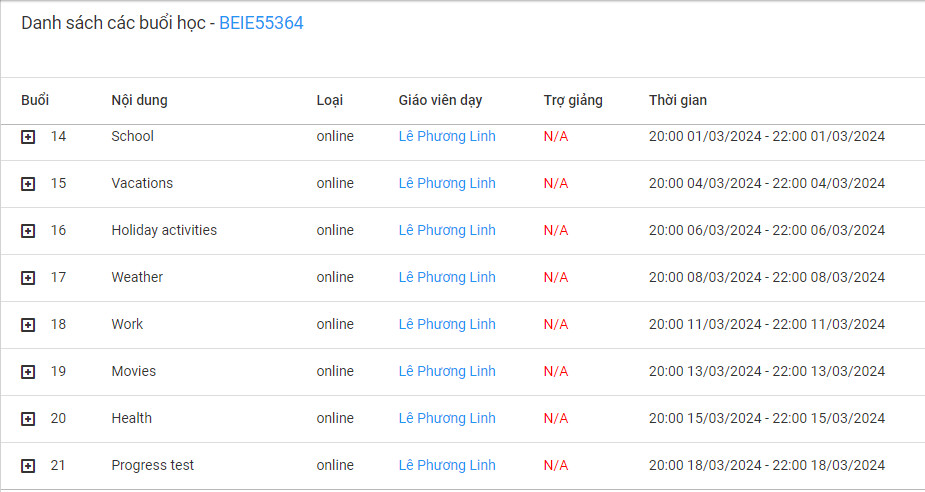 Danh sách các buổi học - BEIE55364
Buổi Nội dung Loại Giáo viên dạy Trợ giảng Thời gian
14 School online Lê Phương Linh N/A 20:00 01/03/2024 - 22:00 01/03/2024
15 Vacations online Lê Phương Linh N/A 20:00 04/03/2024 - 22:00 04/03/2024
16 Holiday activities online Lê Phương Linh N/A 20:00 06/03/2024 - 22:00 06/03/2024
17 Weather online Lê Phương Linh N/A 20:00 08/03/2024 - 22:00 08/03/2024
18 Work online Lê Phương Linh N/A 20:00 11/03/2024 - 22:00 11/03/2024
19 Movies online Lê Phương Linh N/A 20:00 13/03/2024 - 22:00 13/03/2024
20 Health online Lê Phương Linh N/A 20:00 15/03/2024 - 22:00 15/03/2024
21 Progress test online Lê Phương Linh N/A 20:00 18/03/2024 - 22:00 18/03/2024